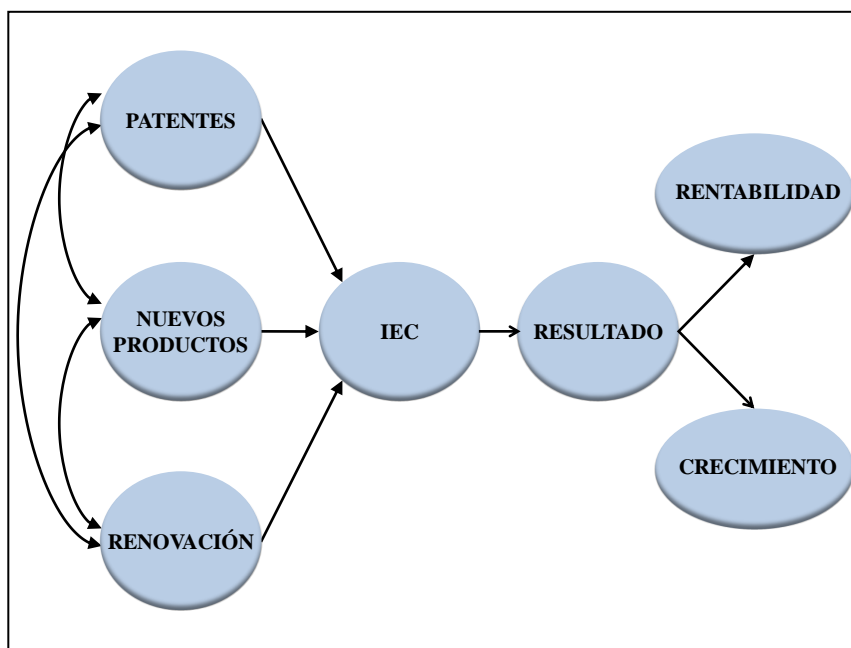 PATENTES
NUEVOS
PRODUCTOS
RENOVACIÓN
IEC
RESULTADO
RENTABILIDAD
CRECIMIENTO